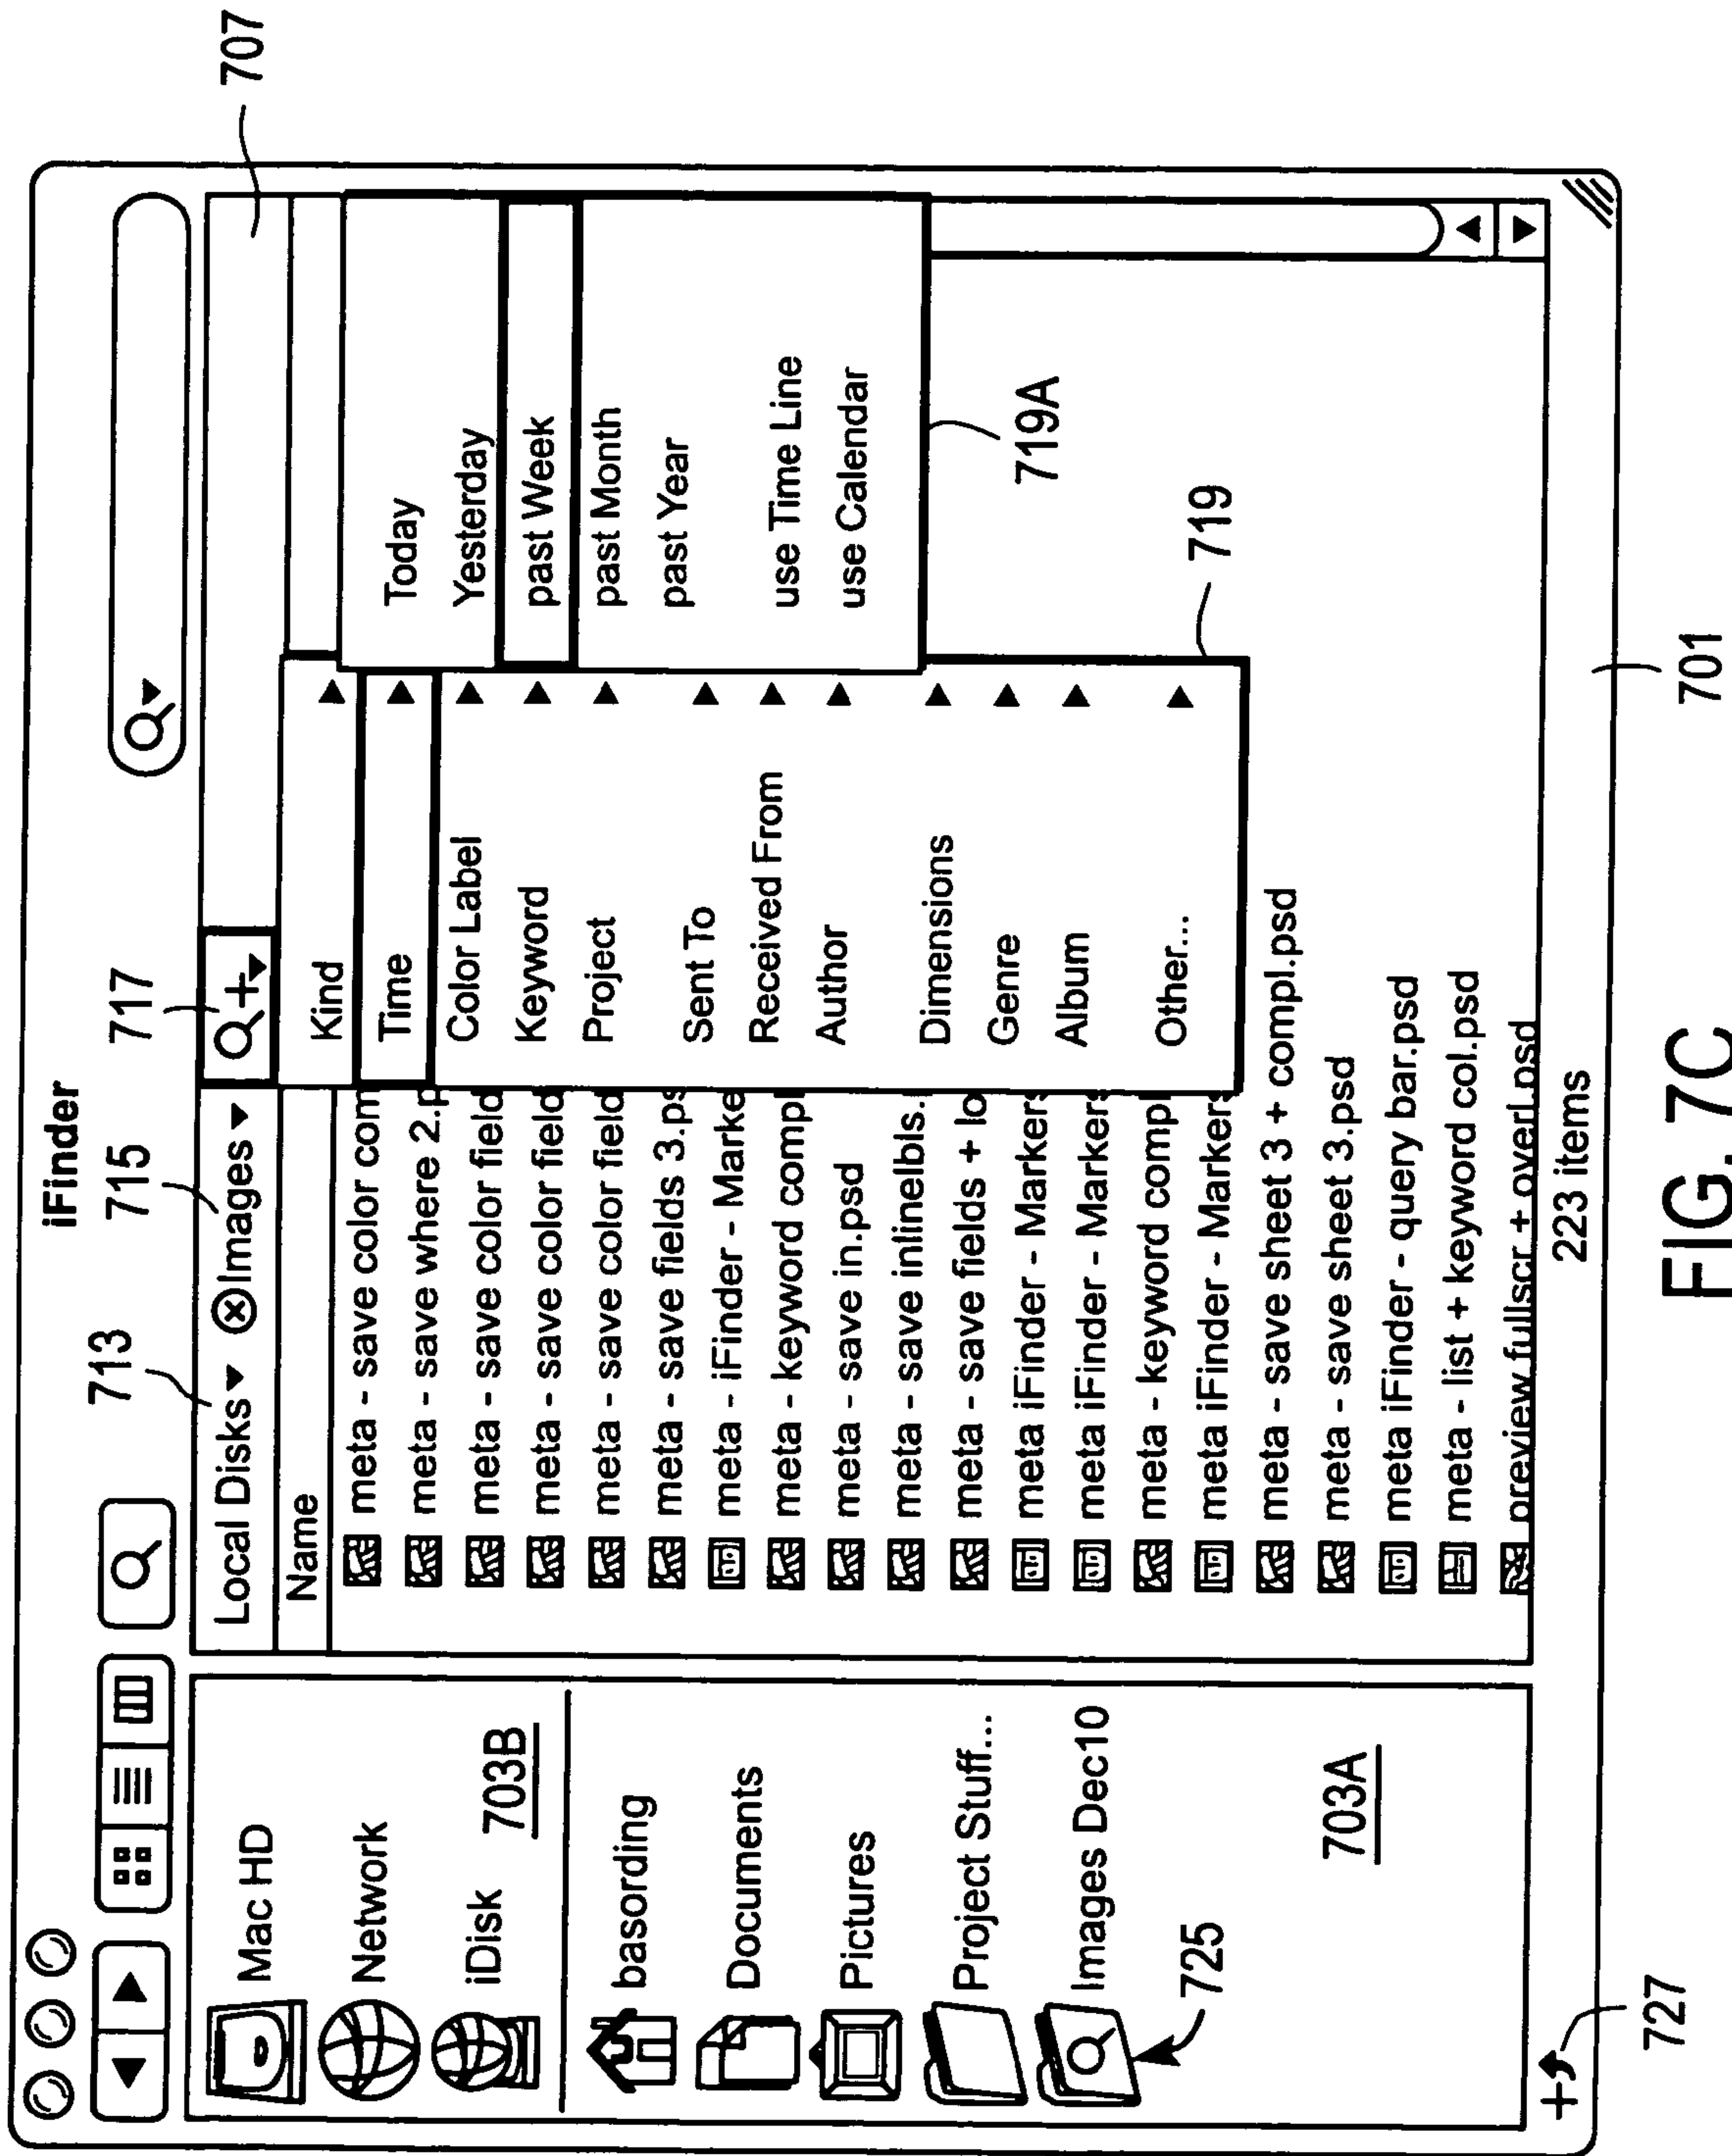 iFinder
713
715
717
707
Local Disks
Images
Name
Mac HD
Network
iDisk
703B
basording
Documents
Pictures
Project Stuff...
Images Dec10
725
703A
meta - save color com
meta - save where 2.p
meta - save color field
meta - save color field
meta - save color field
meta - save fields 3.ps
meta - iFinder - Marke
meta - keyword compl
meta - save in.psd
meta - save inlinelbls.
meta - save fields + lo
meta iFinder - Markers
meta iFinder - Markers
meta - keyword compl
meta iFinder - Markers
meta - save sheet 3 + compl.psd
meta - save sheet 3.psd
meta iFinder - query bar.psd
meta - list + keyword col.psd
preview.fullscr + overl.psd
Kind
Time
Color Label
Keyword
Project
Sent To
Received From
Author
Dimensions
Genre
Album
Other...
719
Today
Yesterday
past Week
past Month
past Year
use Time Line
use Calendar
719A
223 items
727
701
FIG. 7C